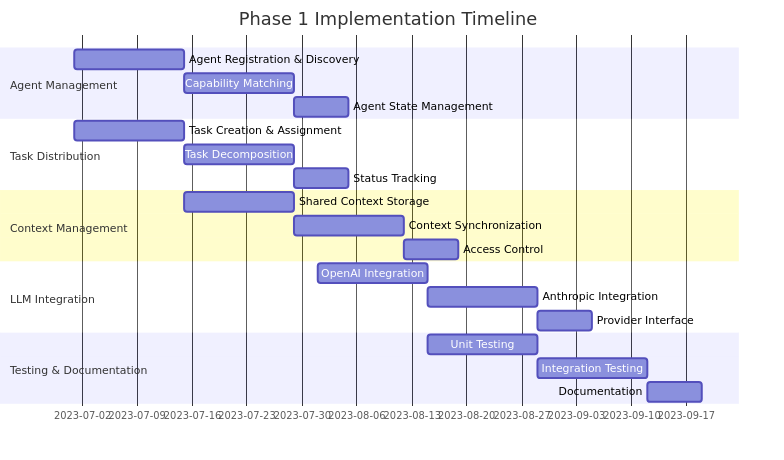 Phase 1 Implementation Timeline
Agent Management
Agent Registration & Discovery
Capability Matching
Agent State Management
Task Distribution
Task Creation & Assignment
Task Decomposition
Status Tracking
Context Management
Shared Context Storage
Context Synchronization
Access Control
LLM Integration
OpenAI Integration
Anthropic Integration
Provider Interface
Testing & Documentation
Unit Testing
Integration Testing
Documentation
2023-07-02 2023-07-09 2023-07-16 2023-07-23 2023-07-30 2023-08-06 2023-08-13 2023-08-20 2023-08-27 2023-09-03 2023-09-10 2023-09-17